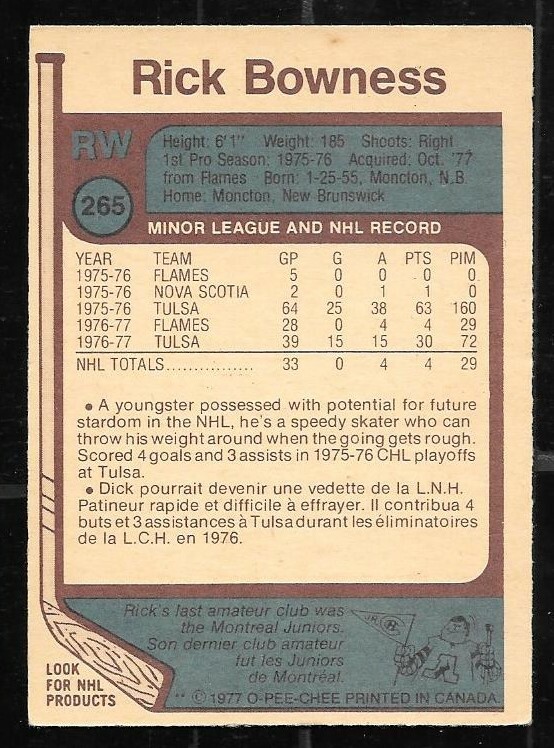 Rick Bowness
RW
265
Height: 6'1" Weight: 185 Shoots: Right
1st Pro Season: 1975-76 Acquired: Oct. '77
from Flames Born: 1-25-55, Moncton, N.B.
Home: Moncton, New Brunswick
MINOR LEAGUE AND NHL RECORD
YEAR TEAM GP G A PTS PIM
1975-76 FLAMES 5 0 0 0 0
1975-76 NOVA SCOTIA 2 0 1 1 0
1975-76 TULSA 64 25 38 63 160
1976-77 FLAMES 28 0 4 4 29
1976-77 TULSA 39 15 15 30 72
NHL TOTALS................ 33 0 4 4 29
• A youngster possessed with potential for future
stardom in the NHL, he's a speedy skater who can
throw his weight around when the going gets rough.
Scored 4 goals and 3 assists in 1975-76 CHL playoffs
at Tulsa.
• Dick pourrait devenir une vedette de la L.N.H.
Patineur rapide et difficile à effrayer. Il contribua 4
buts et 3 assistances à Tulsa durant les éliminatoires
de la L.C.H. en 1976.
Rick's last amateur club was
the Montreal Juniors.
Son dernier club amateur
fut les Juniors
de Montréal.
JR.
LOOK
FOR NHL
PRODUCTS
** © 1977 O-PEE-CHEE PRINTED IN CANADA